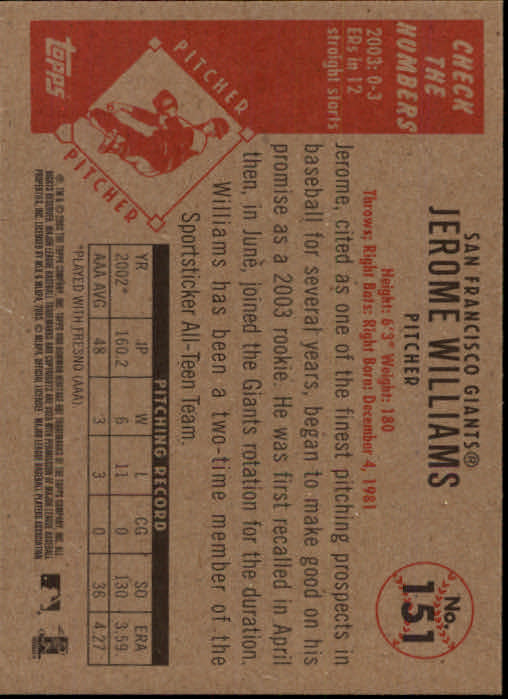 No.
151
SAN FRANCISCO GIANTS®
JEROME WILLIAMS
PITCHER
Height: 6'3" Weight: 180
Throws: Right Bats: Right Born: December 4, 1981
CHECK
THE
NUMBERS
2003: 0-3
ERs in 12
straight starts
PITCHER
PITCHER
TOPPS
Jerome, cited as one of the finest pitching prospects in
baseball for several years, began to make good on his
promise as a 2003 rookie. He was first recalled in April
then, in June, joined the Giants rotation for the duration.
Williams has been a two-time member of the
Sportsticker All-Teen Team.
PITCHING RECORD
YR IP W L CG SO ERA
2002* 160.2 6 11 0 130 3.59
AAA AVG 48 3 3 0 36 4.27
*PLAYED WITH FRESNO (AAA)